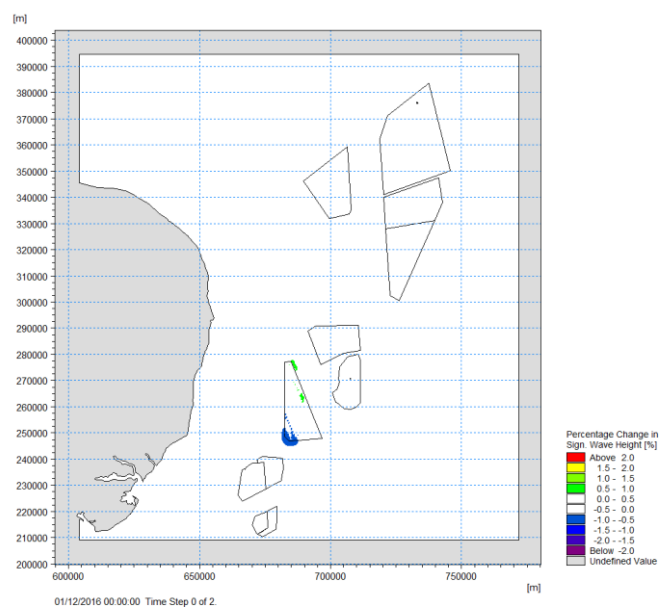 [m]
400000
390000
380000
370000
360000
350000
340000
330000
320000
310000
300000
290000
280000
270000
260000
250000
240000
230000
220000
210000
200000
600000 650000 700000 750000
[m]
01/12/2016 00:00:00 Time Step 0 of 2.
Percentage Change in
Sign. Wave Height [%]
Above 2.0
1.5 - 2.0
1.0 - 1.5
0.5 - 1.0
0.0 - 0.5
-0.5 - 0.0
-1.0 - -0.5
-1.5 - -1.0
-2.0 - -1.5
Below -2.0
Undefined Value